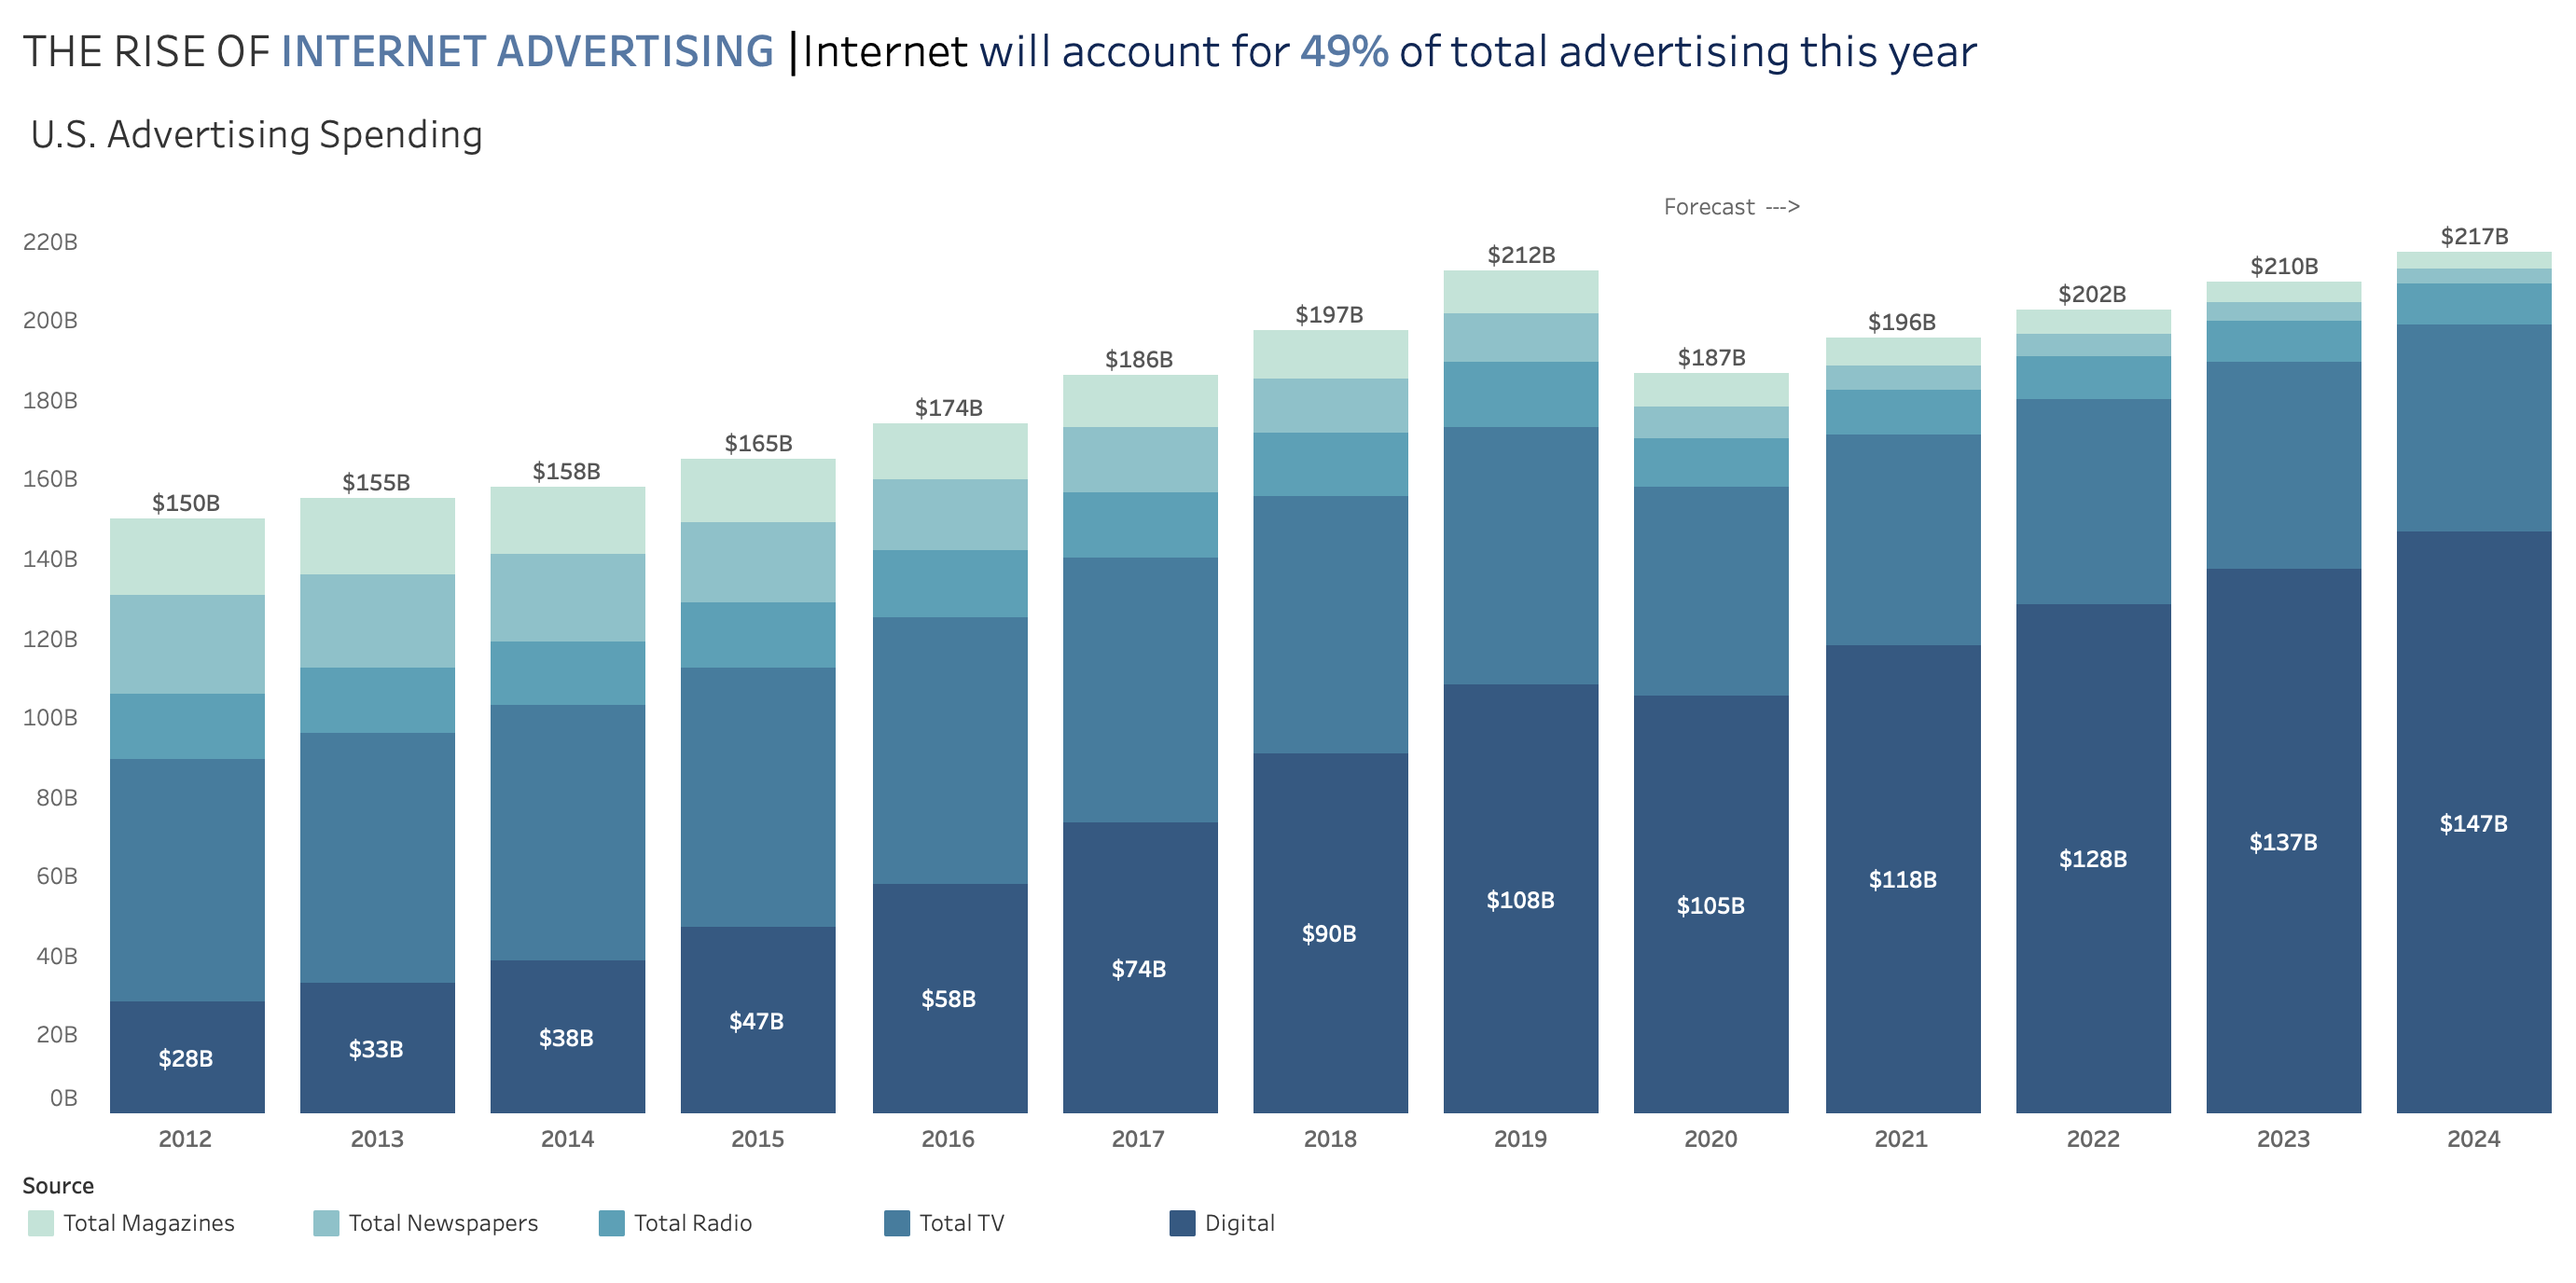 THE RISE OF INTERNET ADVERTISING |Internet will account for 49% of total advertising this year
U.S. Advertising Spending
Forecast --->
220B
200B
180B
160B
140B
120B
100B
80B
60B
40B
20B
0B
$150B
$155B
$158B
$165B
$174B
$186B
$197B
$212B
$187B
$196B
$202B
$210B
$217B
$28B
$33B
$38B
$47B
$58B
$74B
$90B
$108B
$105B
$118B
$128B
$137B
$147B
2012 2013 2014 2015 2016 2017 2018 2019 2020 2021 2022 2023 2024
Source
Total Magazines Total Newspapers Total Radio Total TV Digital